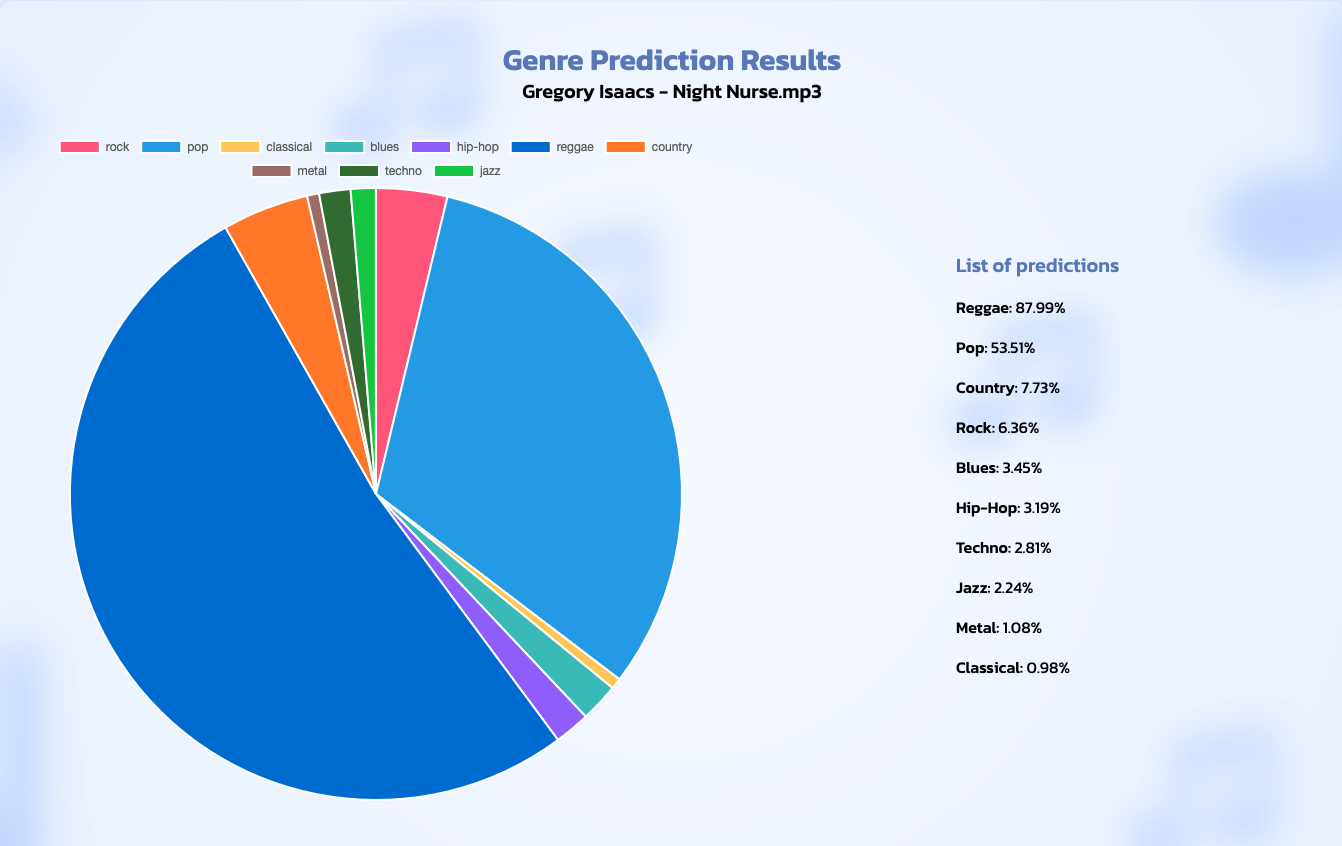 Genre Prediction Results
Gregory Isaacs - Night Nurse.mp3
rock pop classical blues hip-hop reggae country
metal techno jazz
List of predictions
Reggae: 87.99%
Pop: 53.51%
Country: 7.73%
Rock: 6.36%
Blues: 3.45%
Hip-Hop: 3.19%
Techno: 2.81%
Jazz: 2.24%
Metal: 1.08%
Classical: 0.98%